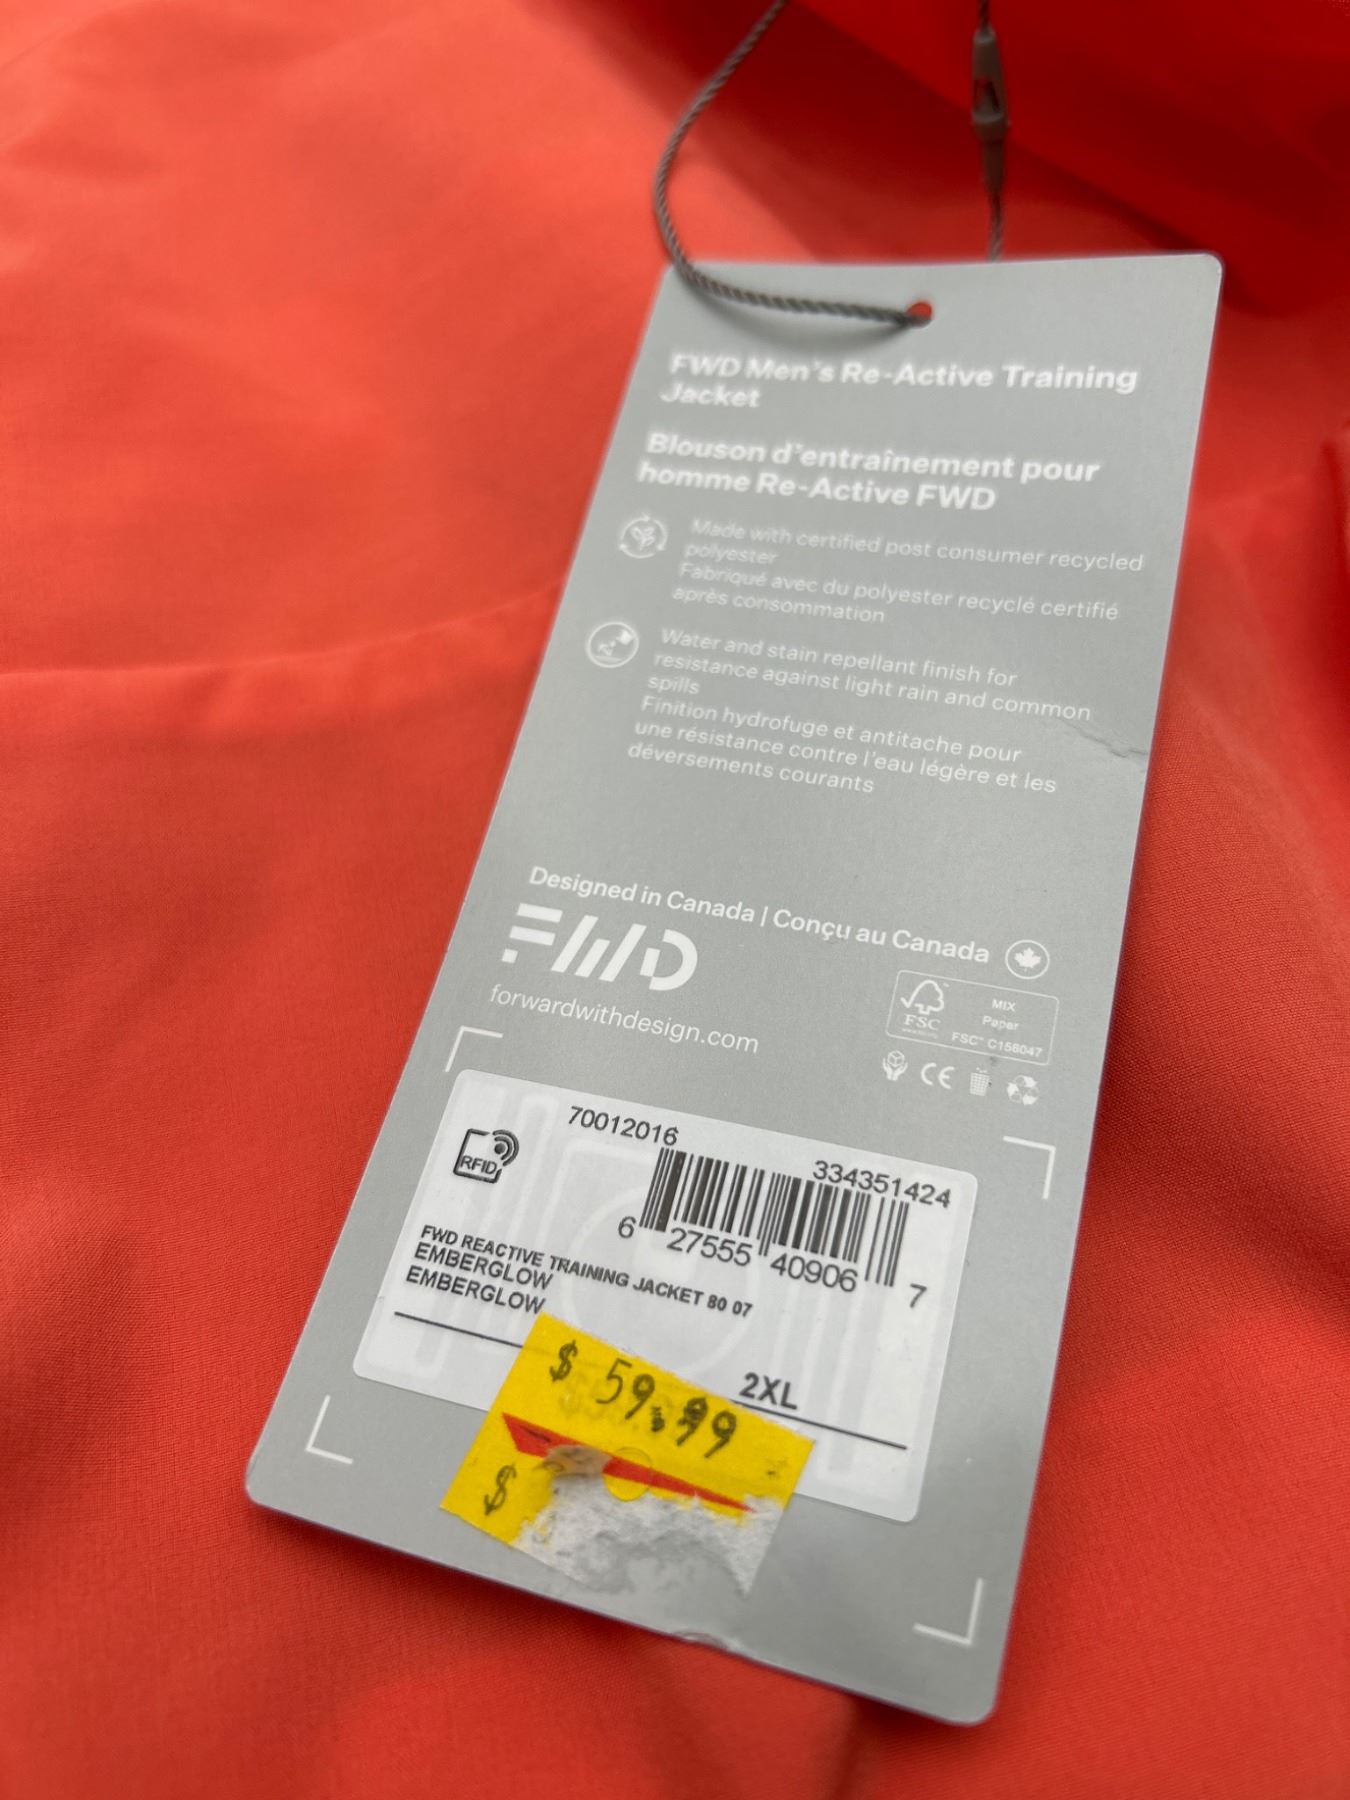 FWD Men's Re-Active Training
Jacket
Blouson d'entraînement pour
homme Re-Active FWD
Made with certified post consumer recycled
polyester
Fabriqué avec du polyester recyclé certifié
après consommation
Water and stain repellant finish for
resistance against light rain and common
spills
Finition hydrofuge et antitache pour
une résistance contre l'eau légère et les
déversements courants
Designed in Canada | Conçu au Canada
FWD
forwardwithdesign.com
FSC
MIX
Paper
FSC™ C158047
CE
70012016
334351424
RFID
6 27555 40906 7
FWD REACTIVE TRAINING JACKET 80 07
EMBERGLOW
EMBERGLOW
2XL
$ 59.99
$